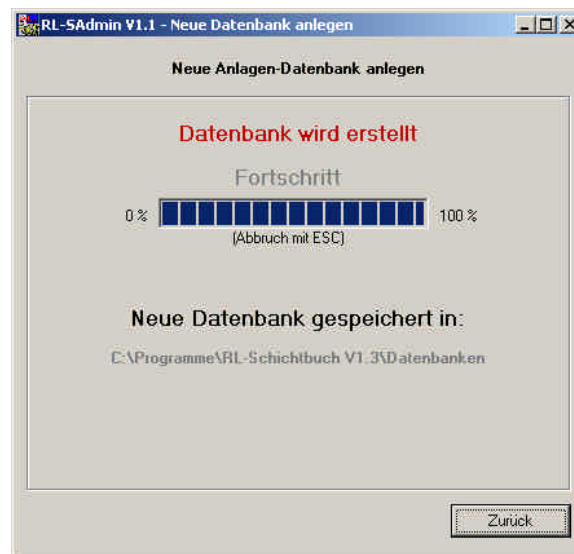 RL-SAdmin V1.1 - Neue Datenbank anlegen
Neue Anlagen-Datenbank anlegen
Datenbank wird erstellt
Fortschritt
0 % 100 %
(Abbruch mit ESC)
Neue Datenbank gespeichert in:
C:\Programme\RL-Schichtbuch V1.3\Datenbanken
Zurück